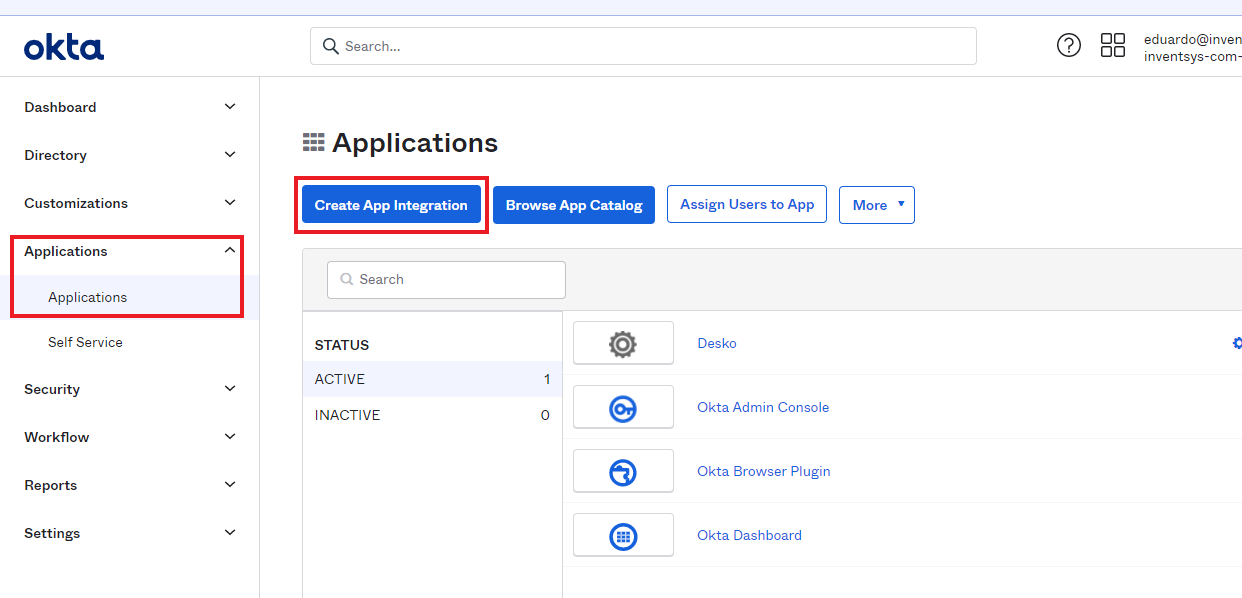 okta
Search...
eduardo@inven
inventsys-com-
Dashboard
Directory
Customizations
Applications
Applications
Self Service
Security
Workflow
Reports
Settings
Applications
Create App Integration
Browse App Catalog
Assign Users to App
More
Search
STATUS
ACTIVE 1
INACTIVE 0
Desko
Okta Admin Console
Okta Browser Plugin
Okta Dashboard